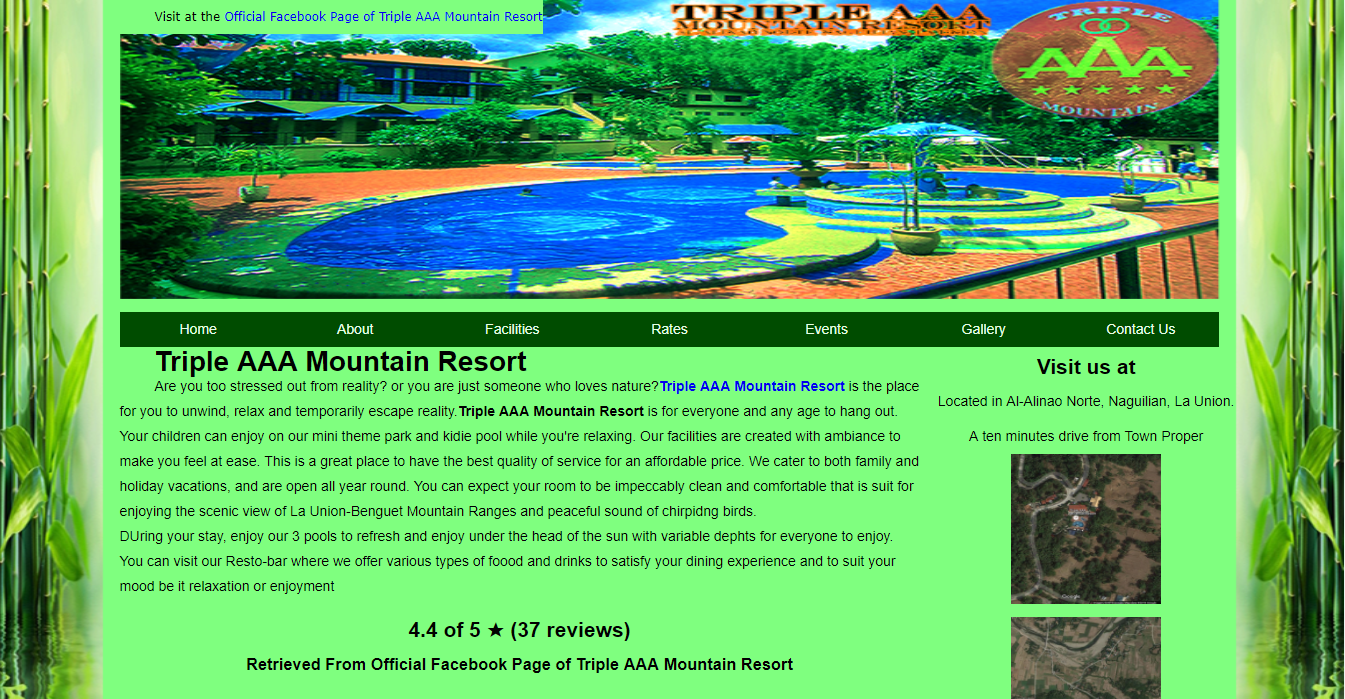 Visit at the Official Facebook Page of Triple AAA Mountain Resort
TRIPLE AAA
MOUNTAIN RESORT
TRIPLE
AAA
MOUNTAIN
Home About Facilities Rates Events Gallery Contact Us
Triple AAA Mountain Resort
Are you too stressed out from reality? or you are just someone who loves nature?Triple AAA Mountain Resort is the place
for you to unwind, relax and temporarily escape reality.Triple AAA Mountain Resort is for everyone and any age to hang out.
Your children can enjoy on our mini theme park and kidie pool while you're relaxing. Our facilities are created with ambiance to
make you feel at ease. This is a great place to have the best quality of service for an affordable price. We cater to both family and
holiday vacations, and are open all year round. You can expect your room to be impeccably clean and comfortable that is suit for
enjoying the scenic view of La Union-Benguet Mountain Ranges and peaceful sound of chirpidng birds.
DUring your stay, enjoy our 3 pools to refresh and enjoy under the head of the sun with variable dephts for everyone to enjoy.
You can visit our Resto-bar where we offer various types of foood and drinks to satisfy your dining experience and to suit your
mood be it relaxation or enjoyment
4.4 of 5 ★ (37 reviews)
Retrieved From Official Facebook Page of Triple AAA Mountain Resort
Visit us at
Located in Al-Alinao Norte, Naguilian, La Union.
A ten minutes drive from Town Proper